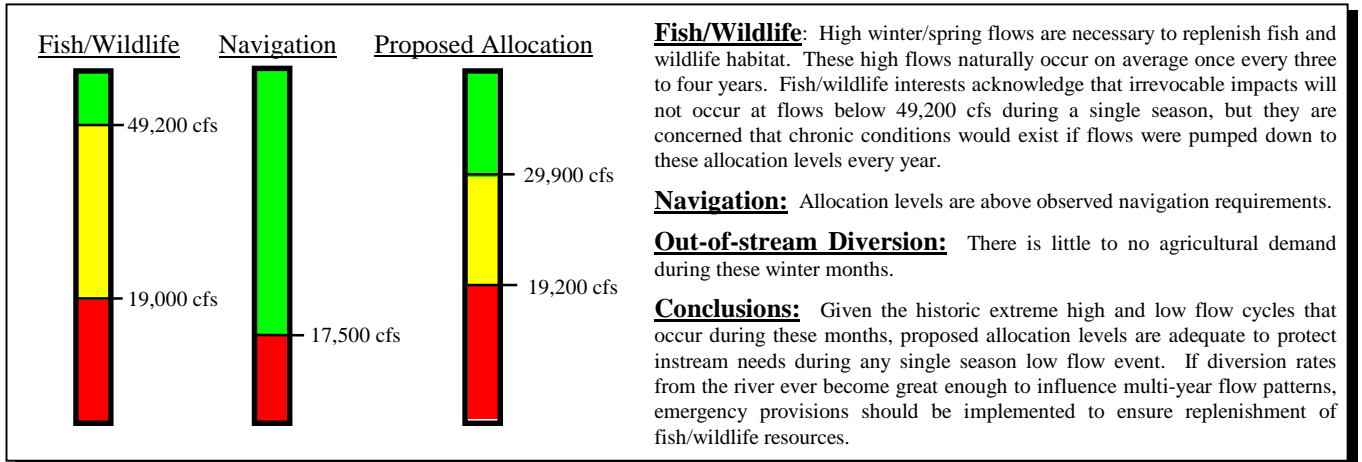 Fish/Wildlife
Navigation
Proposed Allocation
49,200 cfs
19,000 cfs
17,500 cfs
29,900 cfs
19,200 cfs
Fish/Wildlife: High winter/spring flows are necessary to replenish fish and
wildlife habitat. These high flows naturally occur on average once every three
to four years. Fish/wildlife interests acknowledge that irrevocable impacts will
not occur at flows below 49,200 cfs during a single season, but they are
concerned that chronic conditions would exist if flows were pumped down to
these allocation levels every year.
Navigation: Allocation levels are above observed navigation requirements.
Out-of-stream Diversion: There is little to no agricultural demand
during these winter months.
Conclusions: Given the historic extreme high and low flow cycles that
occur during these months, proposed allocation levels are adequate to protect
instream needs during any single season low flow event. If diversion rates
from the river ever become great enough to influence multi-year flow patterns,
emergency provisions should be implemented to ensure replenishment of
fish/wildlife resources.